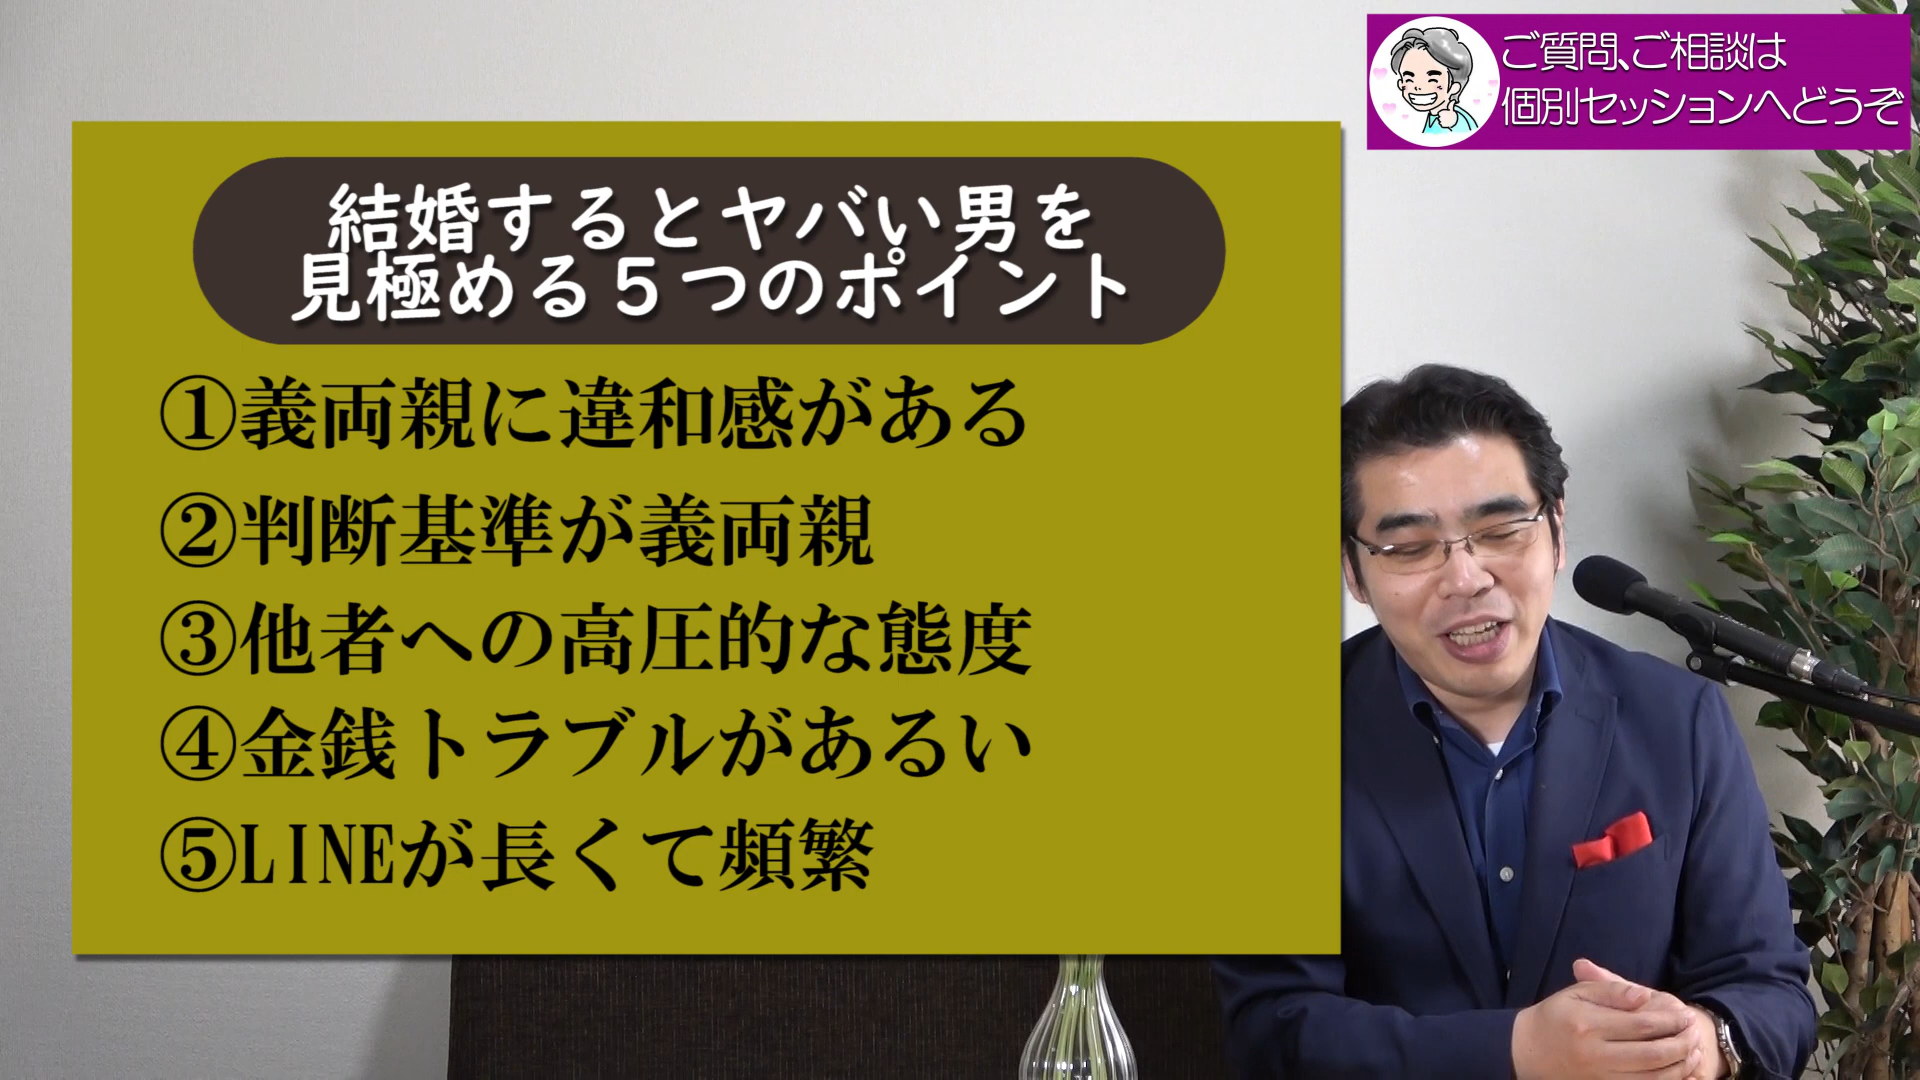 ご質問、ご相談は
個別セッションへどうぞ
結婚するとヤバい男を
見極める５つのポイント
①義両親に違和感がある
②判断基準が義両親
③他者への高圧的な態度
④金銭トラブルがあるい
⑤LINEが長くて頻繁